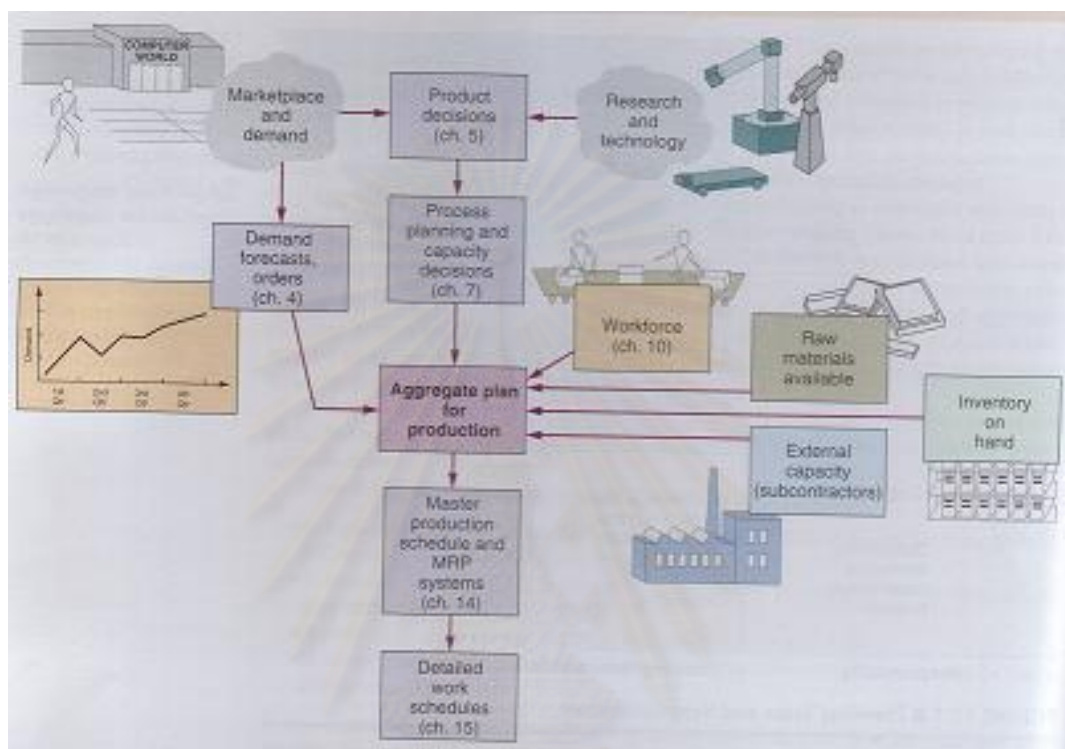 COMPUTER
WORLD
Marketplace
and
demand
Product
decisions
(ch. 5)
Research
and
technology
Demand
forecasts,
orders
(ch. 4)
Process
planning and
capacity
decisions
(ch. 7)
Demand
Workforce
(ch. 10)
Raw
materials
available
Aggregate plan
for
production
Inventory
on
hand
External
capacity
(subcontractors)
Master
production
schedule and
MRP
systems
(ch. 14)
Detailed
work
schedules
(ch. 15)